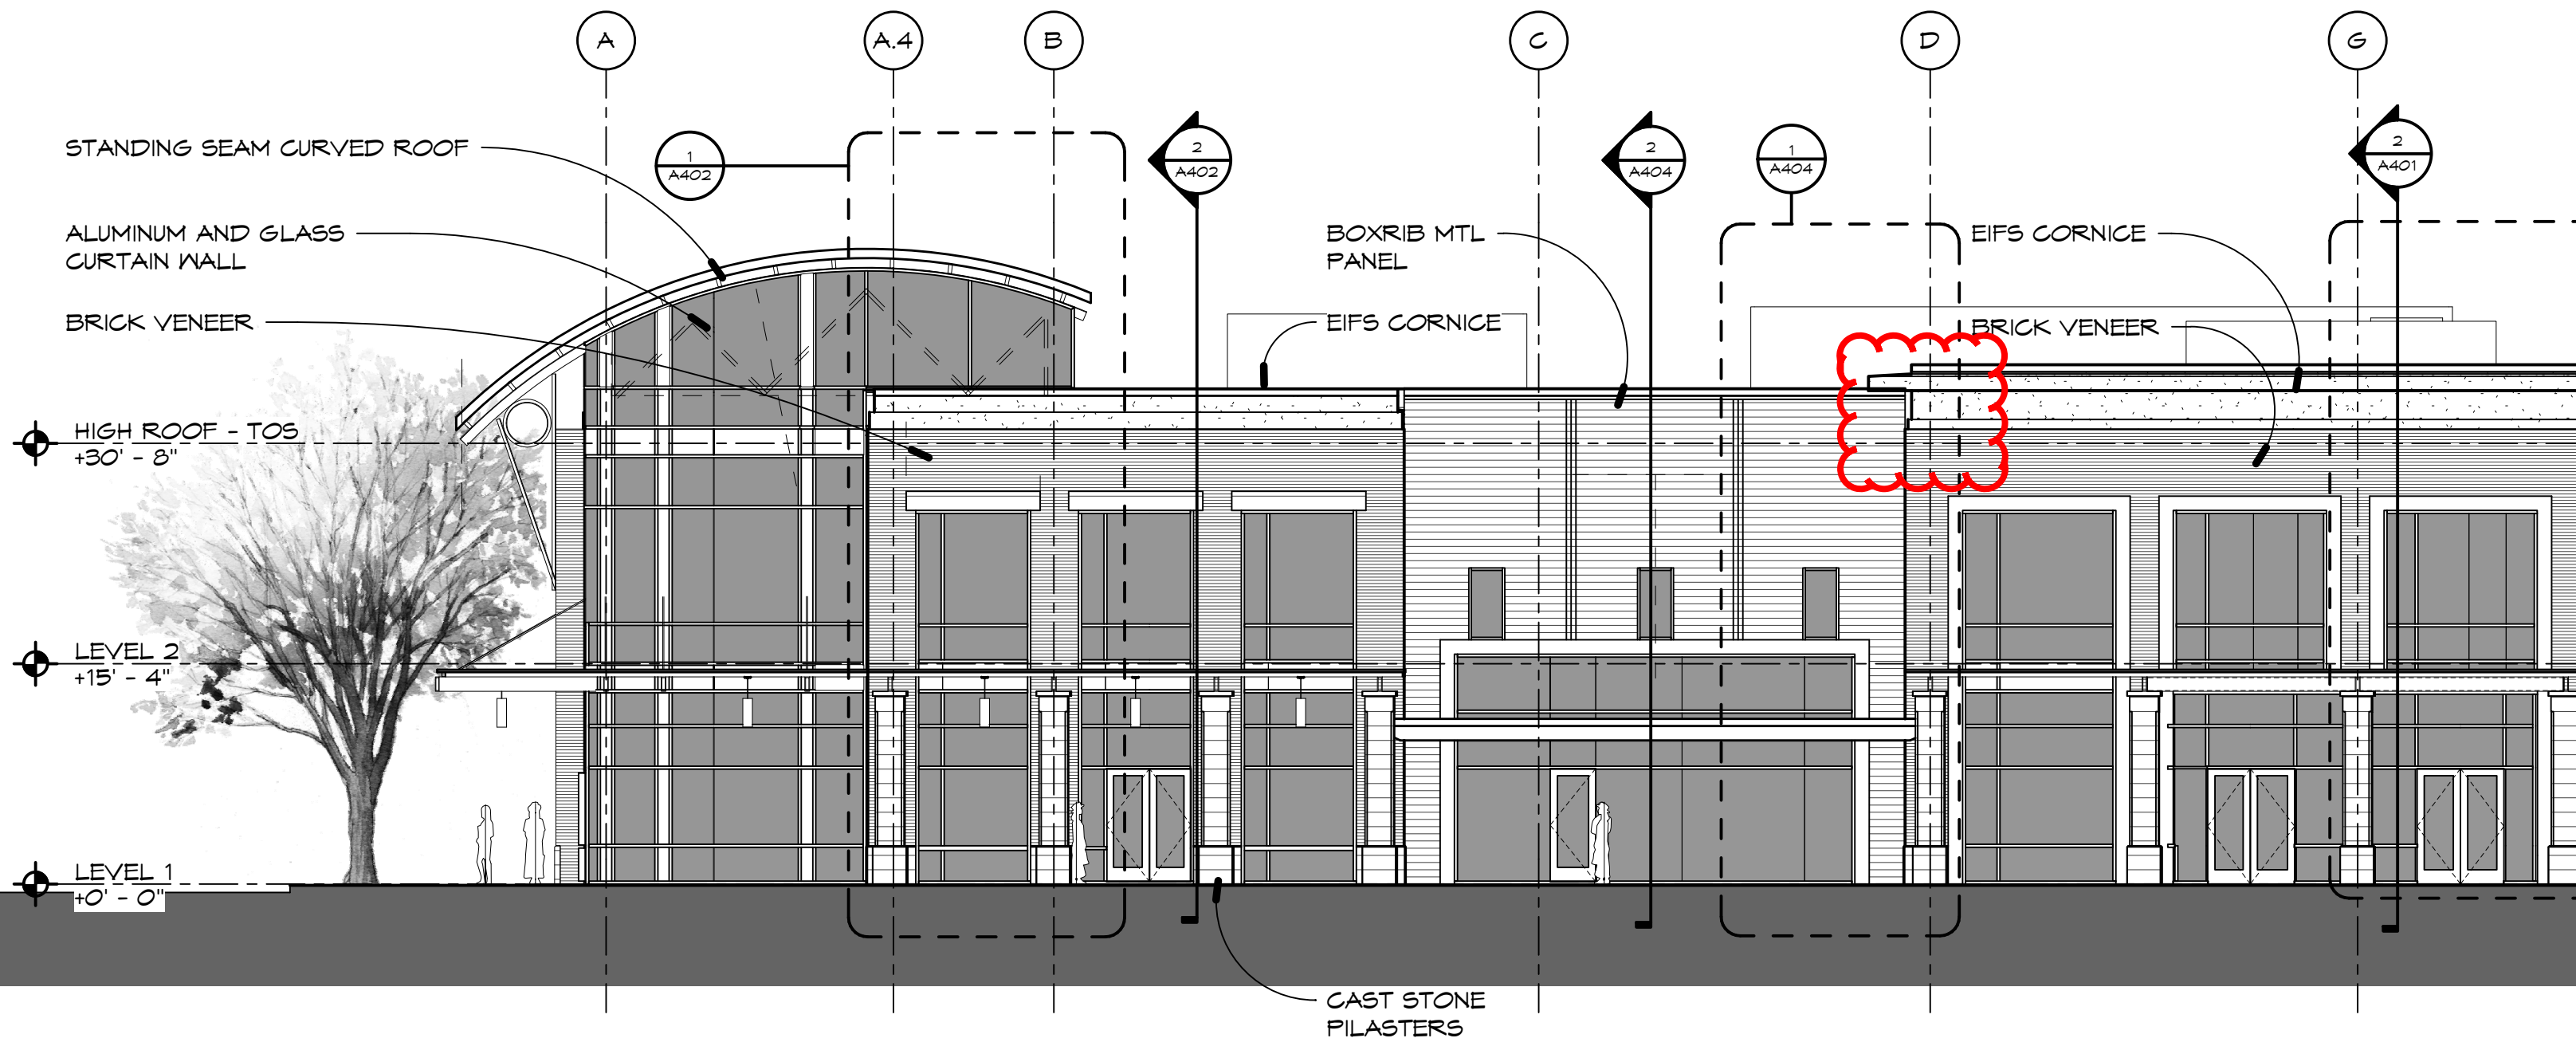 A
A.4
B
C
D
G
STANDING SEAM CURVED ROOF
1
A402
2
A402
2
A404
1
A404
2
A401
ALUMINUM AND GLASS
CURTAIN WALL
BOXRIB MTL
PANEL
EIFS CORNICE
BRICK VENEER
EIFS CORNICE
BRICK VENEER
HIGH ROOF - TOS
+30' - 8"
LEVEL 2
+15' - 4"
LEVEL 1
+0' - 0"
CAST STONE
PILASTERS